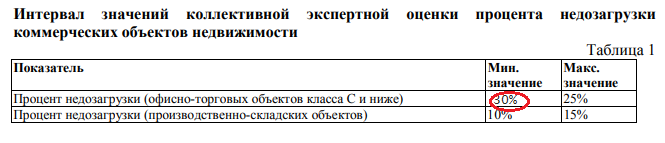 Интервал значений коллективной экспертной оценки процента недозагрузки
коммерческих объектов недвижимости
Таблица 1
Показатель Мин. значение Макс. значение
Процент недозагрузки (офисно-торговых объектов класса С и ниже) 30% 25%
Процент недозагрузки (производственно-складских объектов) 10% 15%